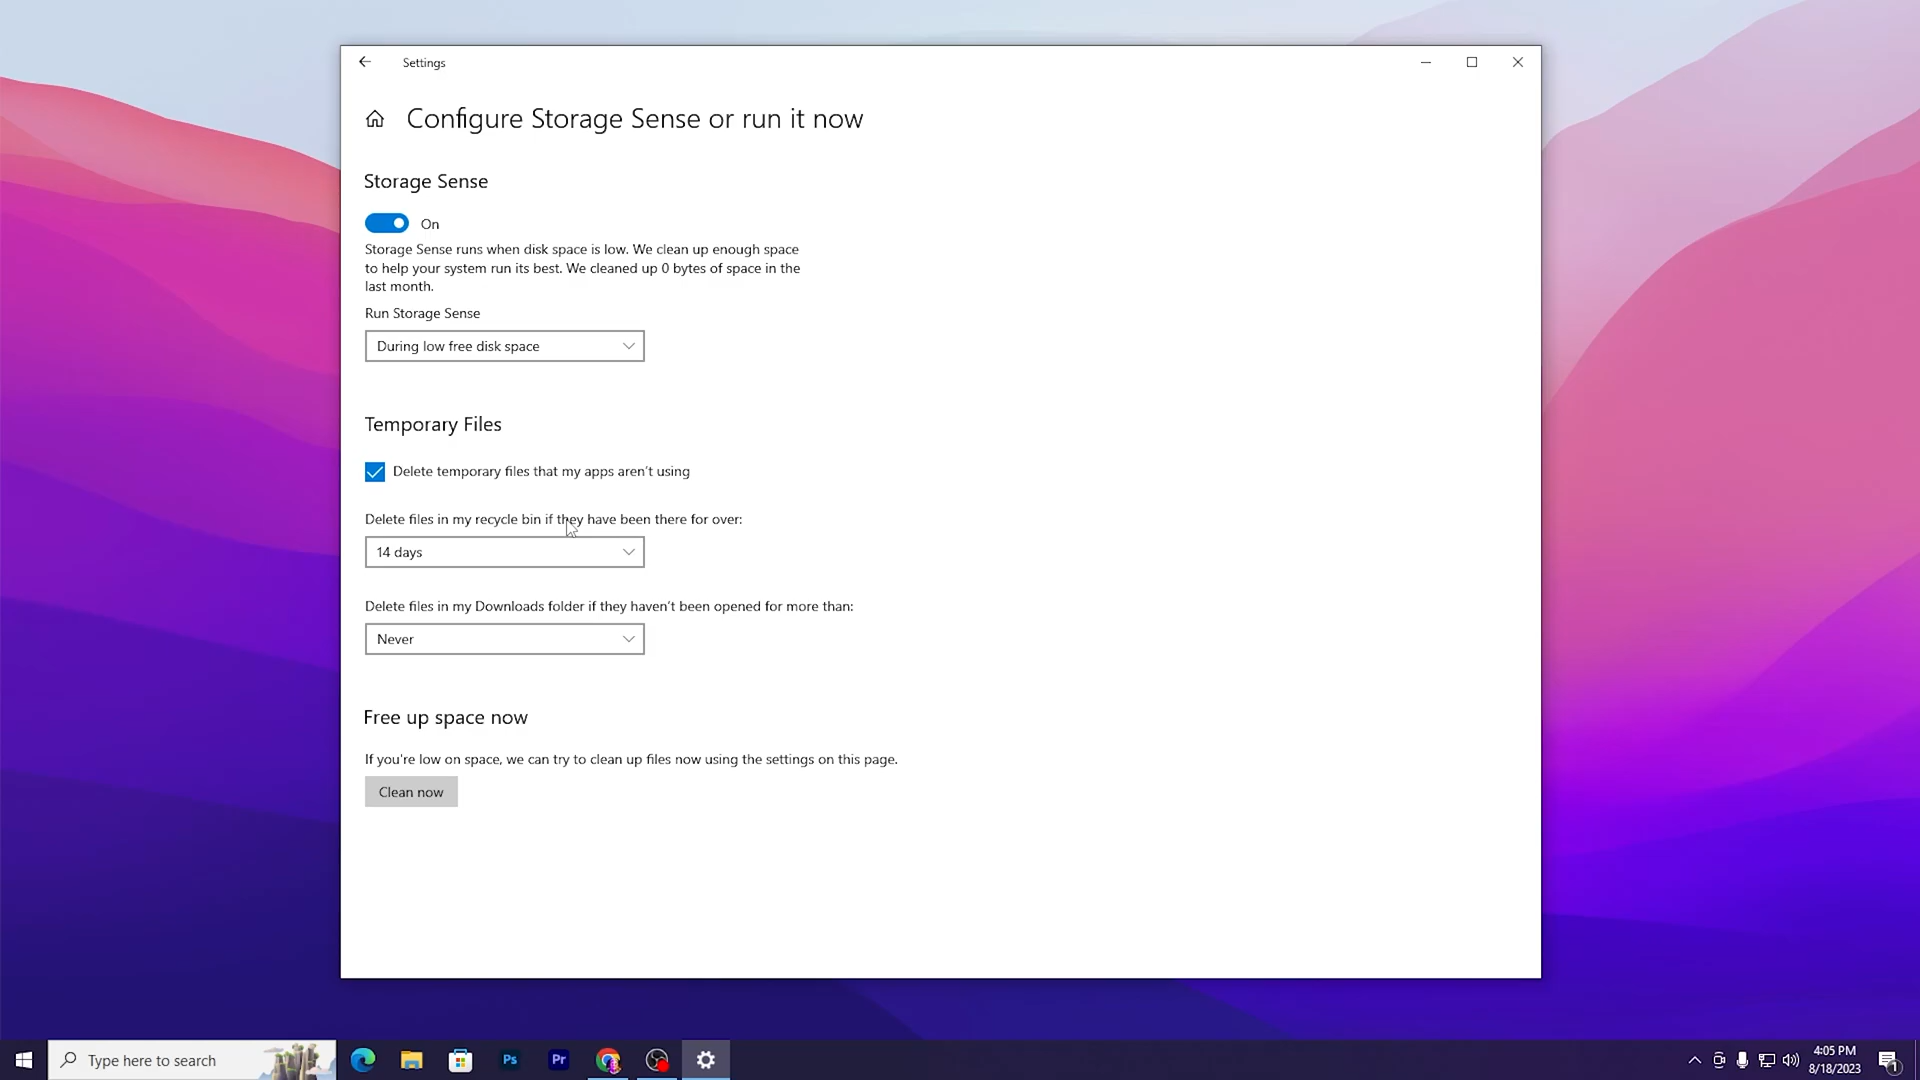 Settings
Configure Storage Sense or run it now
Storage Sense
On
Storage Sense runs when disk space is low. We clean up enough space
to help your system run its best. We cleaned up 0 bytes of space in the
last month.
Run Storage Sense
During low free disk space
Temporary Files
Delete temporary files that my apps aren't using
Delete files in my recycle bin if they have been there for over:
14 days
Delete files in my Downloads folder if they haven't been opened for more than:
Never
Free up space now
If you're low on space, we can try to clean up files now using the settings on this page.
Clean now
Type here to search
Ps
Pr
4:05 PM
8/18/2023
1